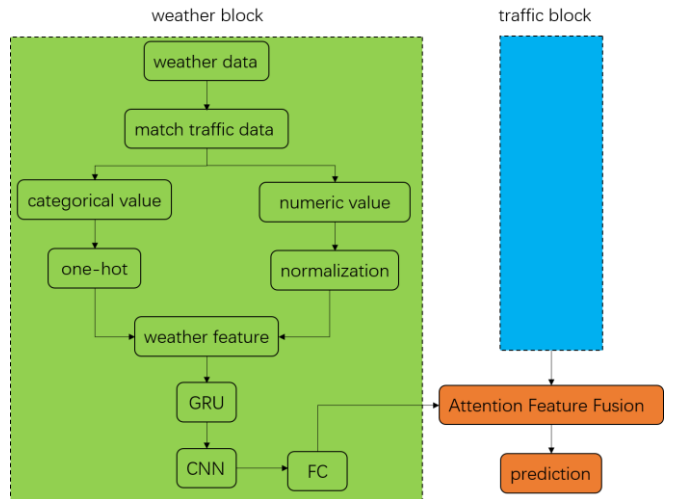 weather block
traffic block
weather data
match traffic data
categorical value
numeric value
one-hot
normalization
weather feature
GRU
Attention Feature Fusion
CNN
FC
prediction